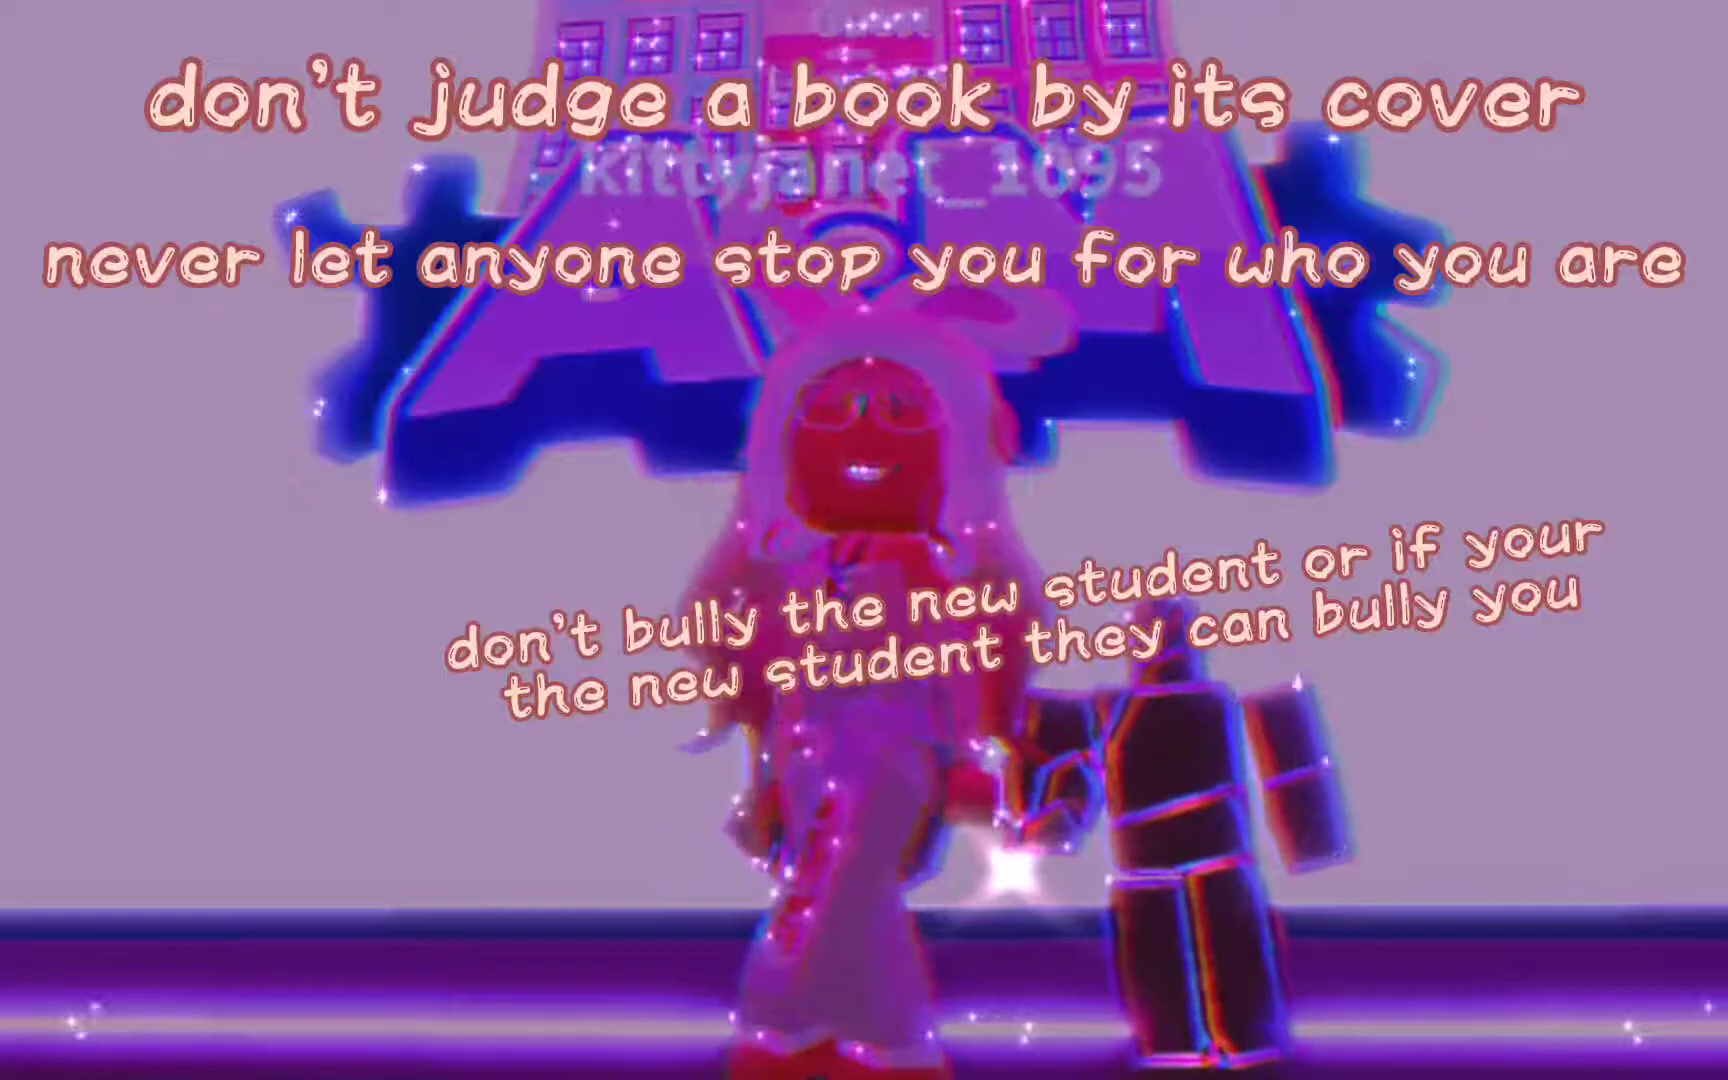 don't judge a book by its cover
kittyjanet_1095
never let anyone stop you for who you are
don't bully the new student or if your
the new student they can bully you